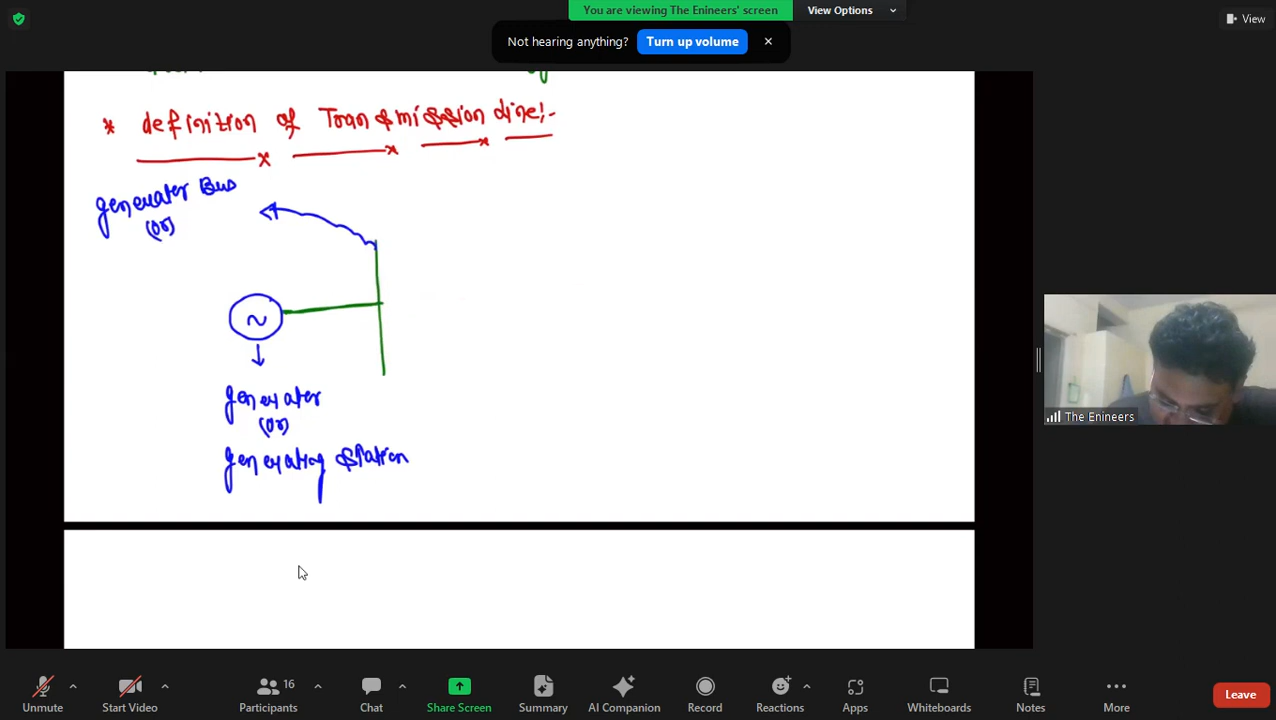 You are viewing The Enineers' screen
View Options
View
Not hearing anything?
Turn up volume
* definition of Transmission line:-
generater Bus
(or)
~
generater
(or)
generating station
The Enineers
Unmute
Start Video
16
Participants
Chat
Share Screen
Summary
AI Companion
Record
Reactions
Apps
Whiteboards
Notes
More
Leave